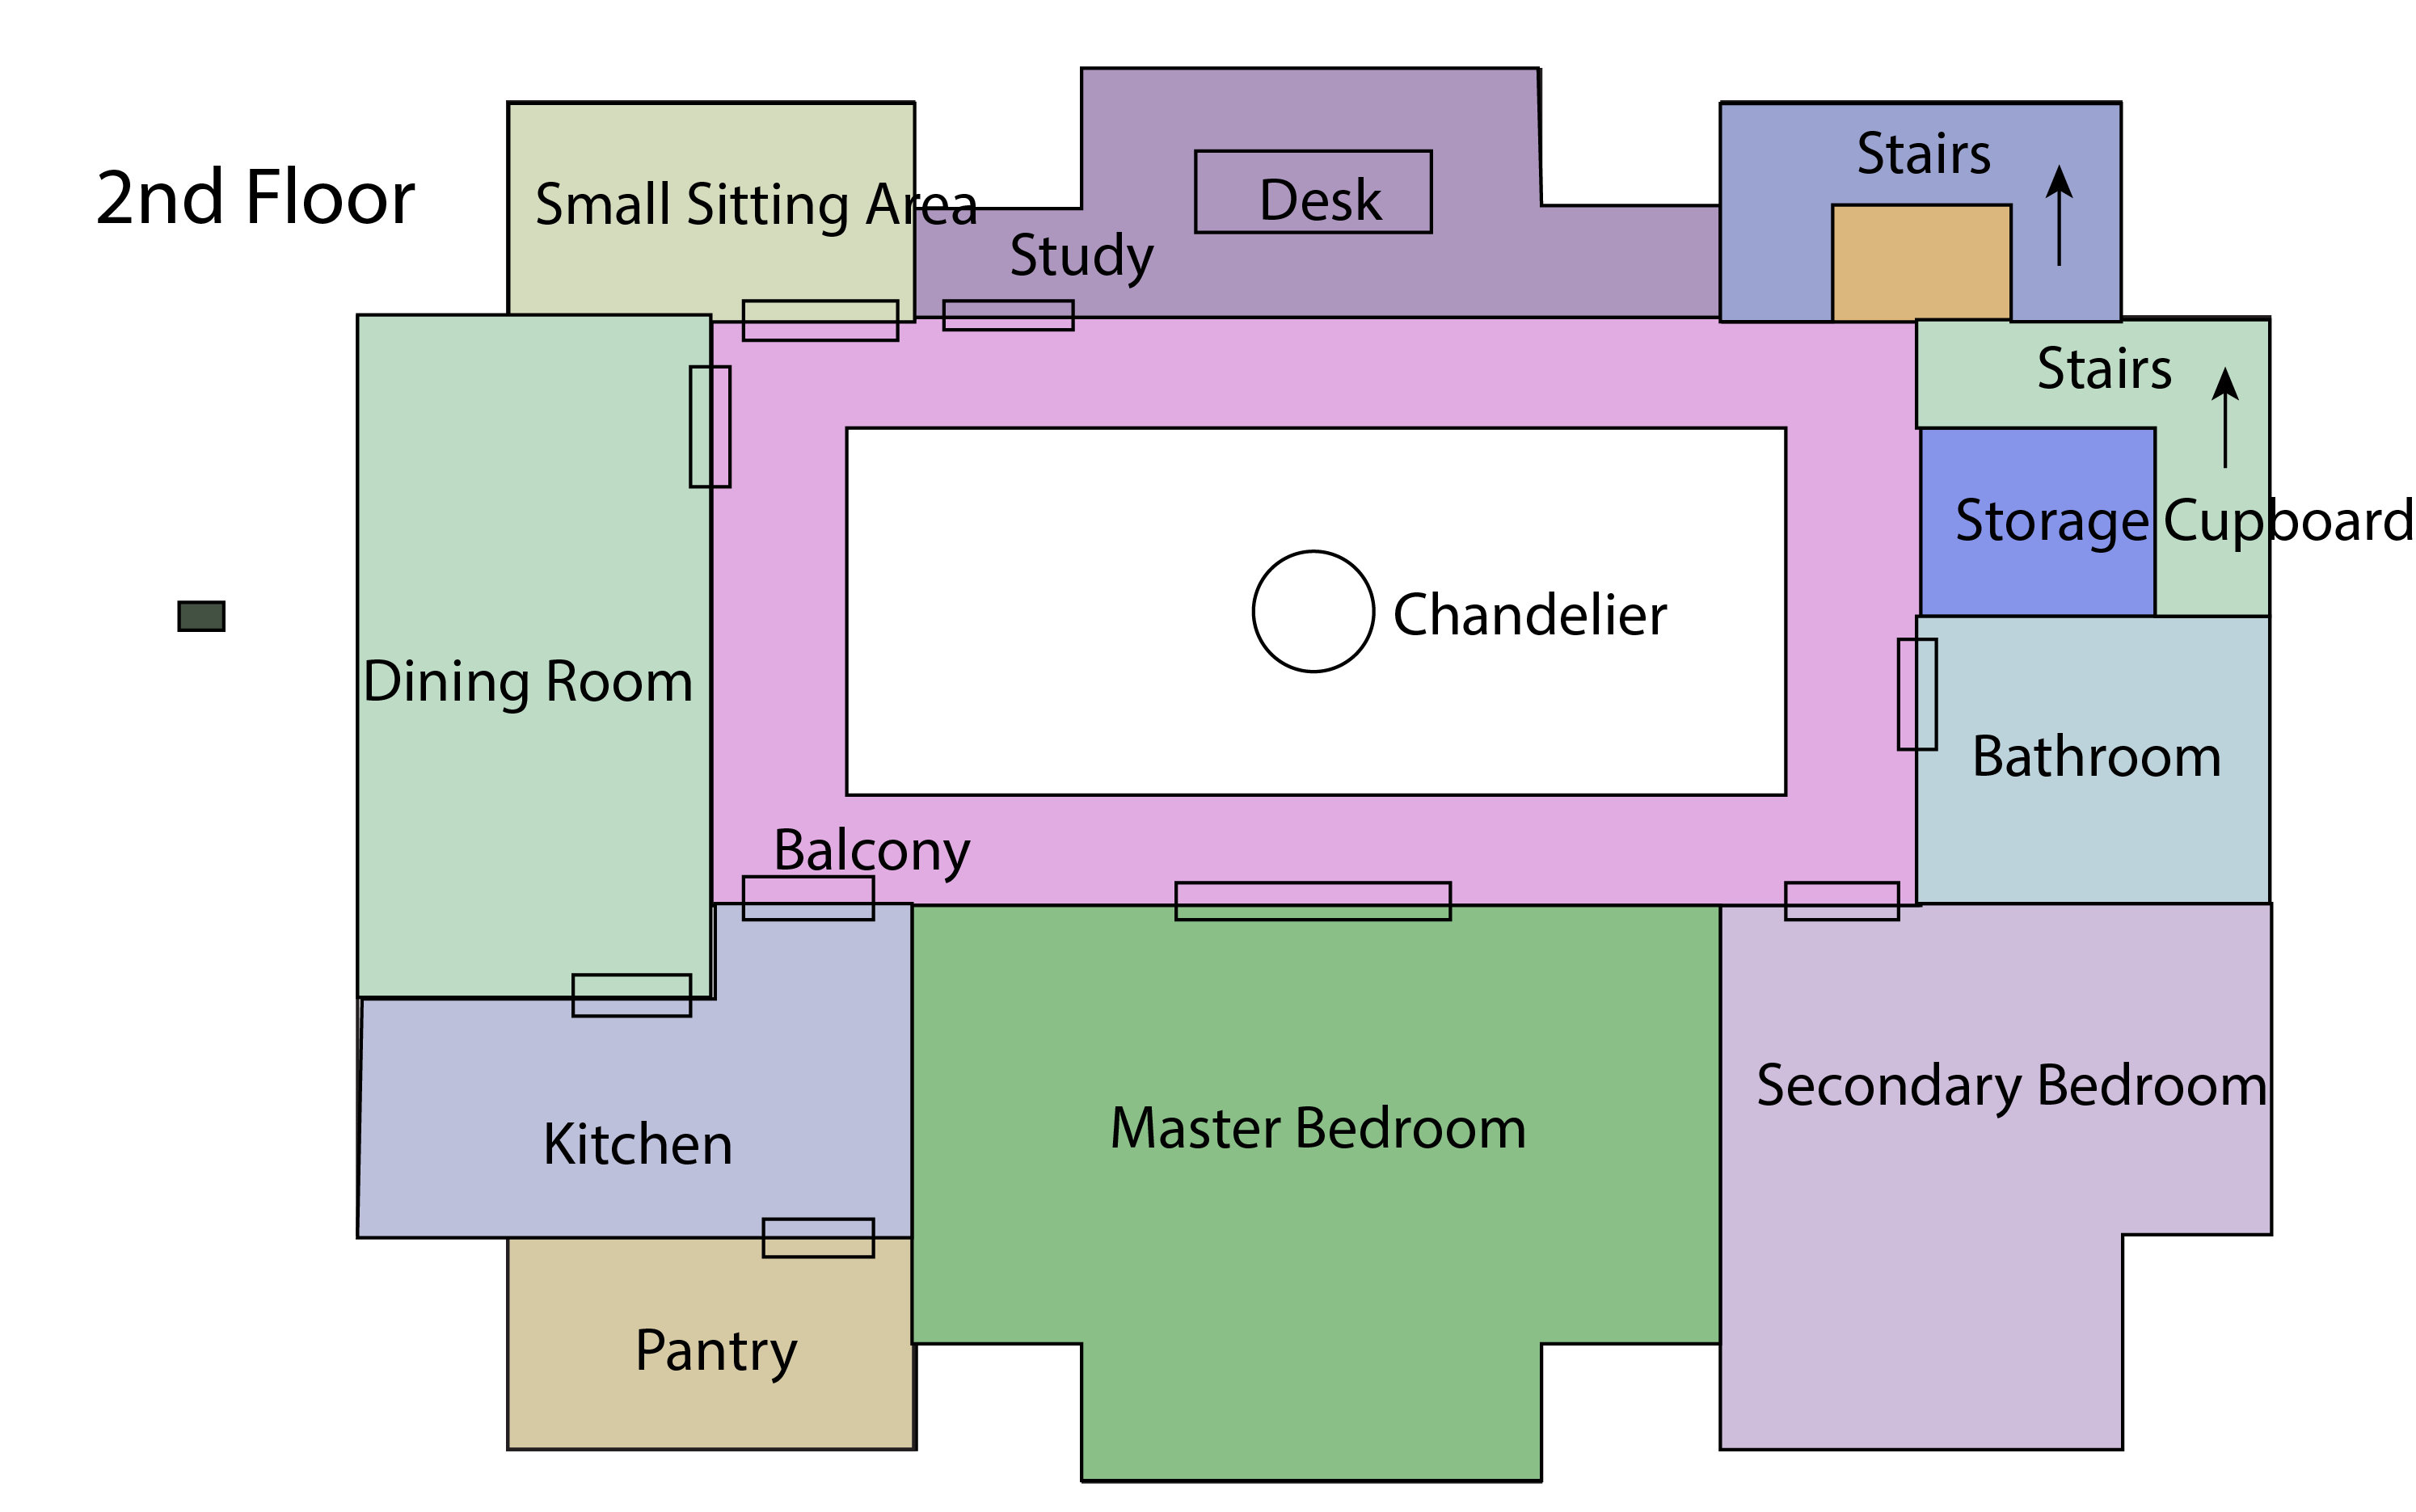 2nd Floor
Small Sitting Area
Study
Desk
Stairs
Stairs
Storage Cupboard
Chandelier
Dining Room
Bathroom
Balcony
Kitchen
Master Bedroom
Secondary Bedroom
Pantry